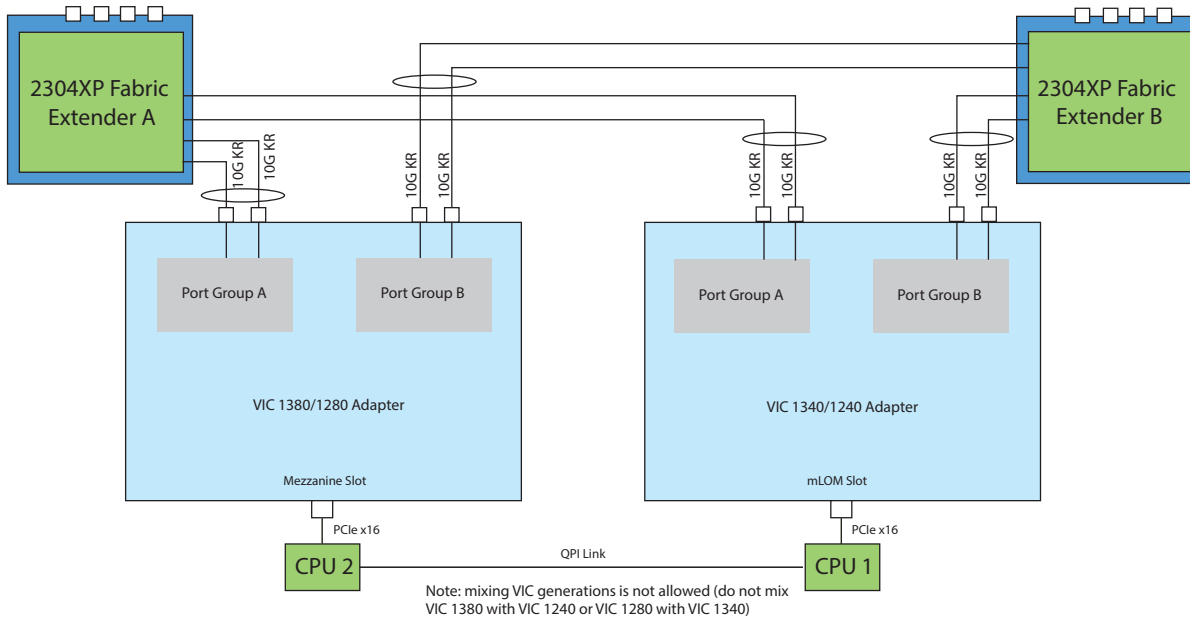 2304XP Fabric
Extender A
2304XP Fabric
Extender B
10G KR
10G KR
10G KR
10G KR
10G KR
10G KR
10G KR
10G KR
Port Group A
Port Group B
Port Group A
Port Group B
VIC 1380/1280 Adapter
VIC 1340/1240 Adapter
Mezzanine Slot
mLOM Slot
PCIe x16
PCIe x16
CPU 2
QPI Link
CPU 1
Note: mixing VIC generations is not allowed (do not mix
VIC 1380 with VIC 1240 or VIC 1280 with VIC 1340)